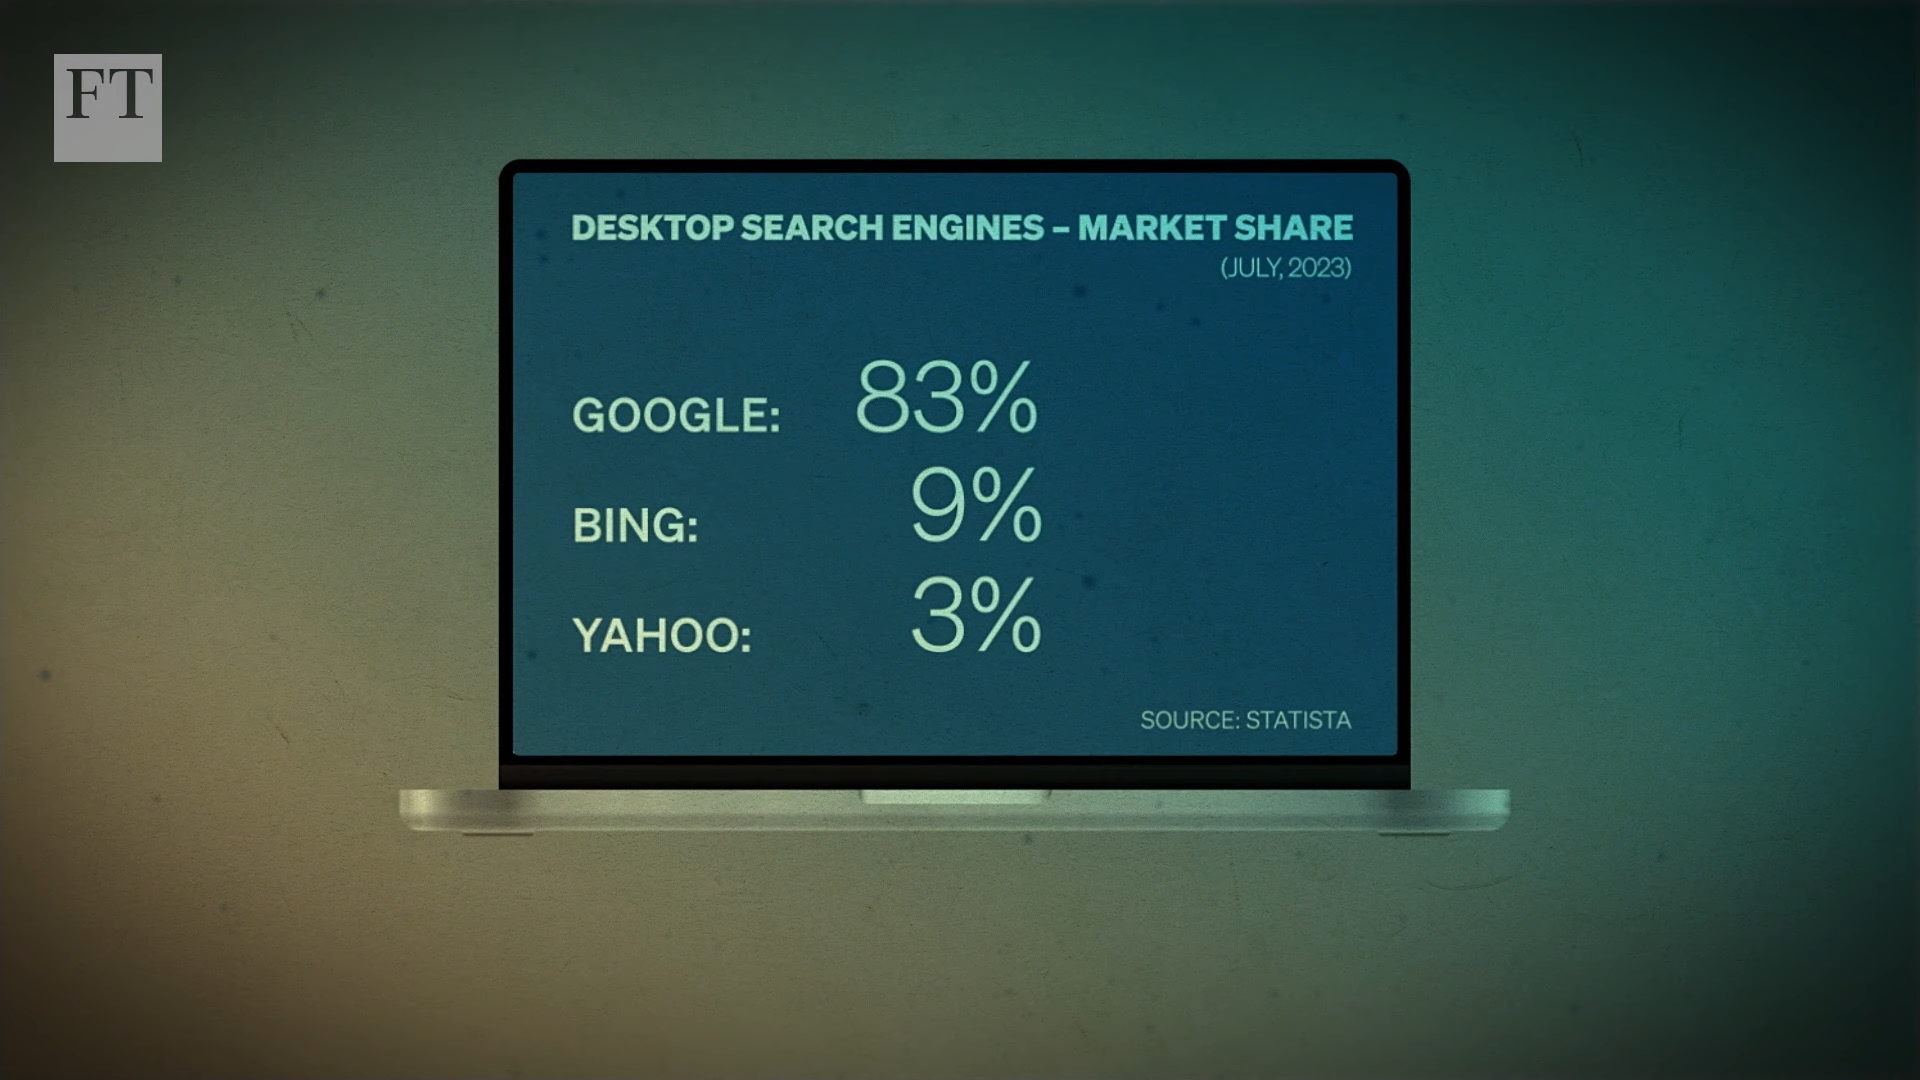 FT
DESKTOP SEARCH ENGINES – MARKET SHARE
(JULY, 2023)
GOOGLE: 83%
BING: 9%
YAHOO: 3%
SOURCE: STATISTA